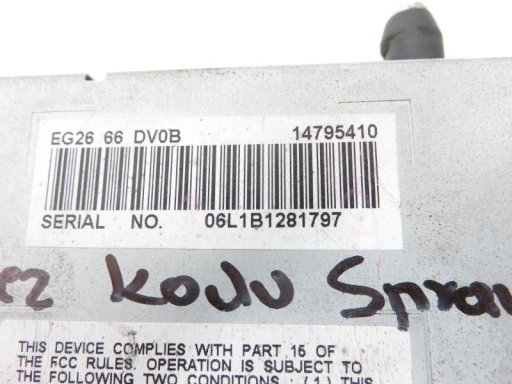 EG26 66 DV0B 14795410
SERIAL NO. 06L1B1281797
Kodu
THIS DEVICE COMPLIES WITH PART 15 OF
THE FCC RULES. OPERATION IS SUBJECT TO
THE FOLLOWING TWO CONDITIONS : (1) THIS